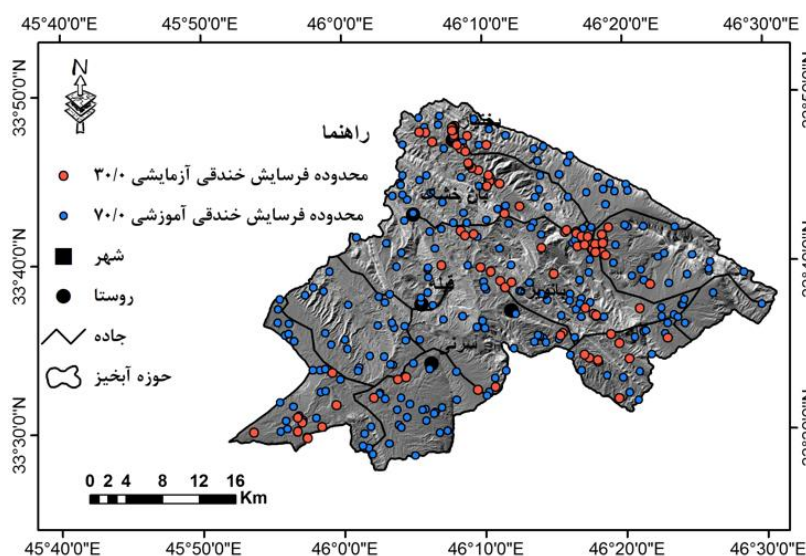 45°40'0"E 45°50'0"E 46°0'0"E 46°10'0"E 46°20'0"E 46°30'0"E
33°50'0"N
33°40'0"N
33°30'0"N
N
راهنما
محدوده فرسایش خندقی آزمایشی ۳۰/۰
محدوده فرسایش خندقی آموزشی ۷۰/۰
شهر
روستا
جاده
حوزه آبخیز
0 2 4 8 12 16
Km
45°40'0"E 45°50'0"E 46°0'0"E 46°10'0"E 46°20'0"E 46°30'0"E